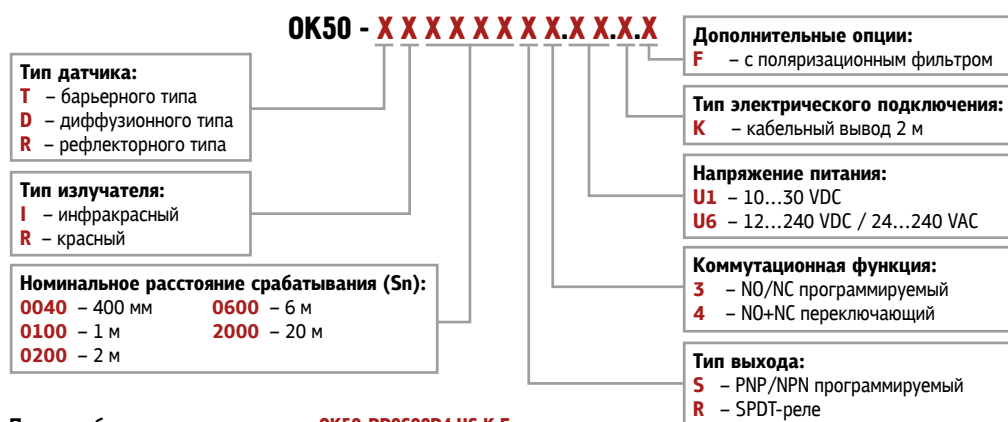 ОК50 - X X X X X X X X.X X.X.X
Тип датчика:
T – барьерного типа
D – диффузионного типа
R – рефлекторного типа
Тип излучателя:
I – инфракрасный
R – красный
Номинальное расстояние срабатывания (Sn):
0040 – 400 мм 0600 – 6 м
0100 – 1 м 2000 – 20 м
0200 – 2 м
Дополнительные опции:
F – с поляризационным фильтром
Тип электрического подключения:
K – кабельный вывод 2 м
Напряжение питания:
U1 – 10...30 VDC
U6 – 12...240 VDC / 24...240 VAC
Коммутационная функция:
3 – NO/NC программируемый
4 – NO+NC переключающий
Тип выхода:
S – PNP/NPN программируемый
R – SPDT-реле